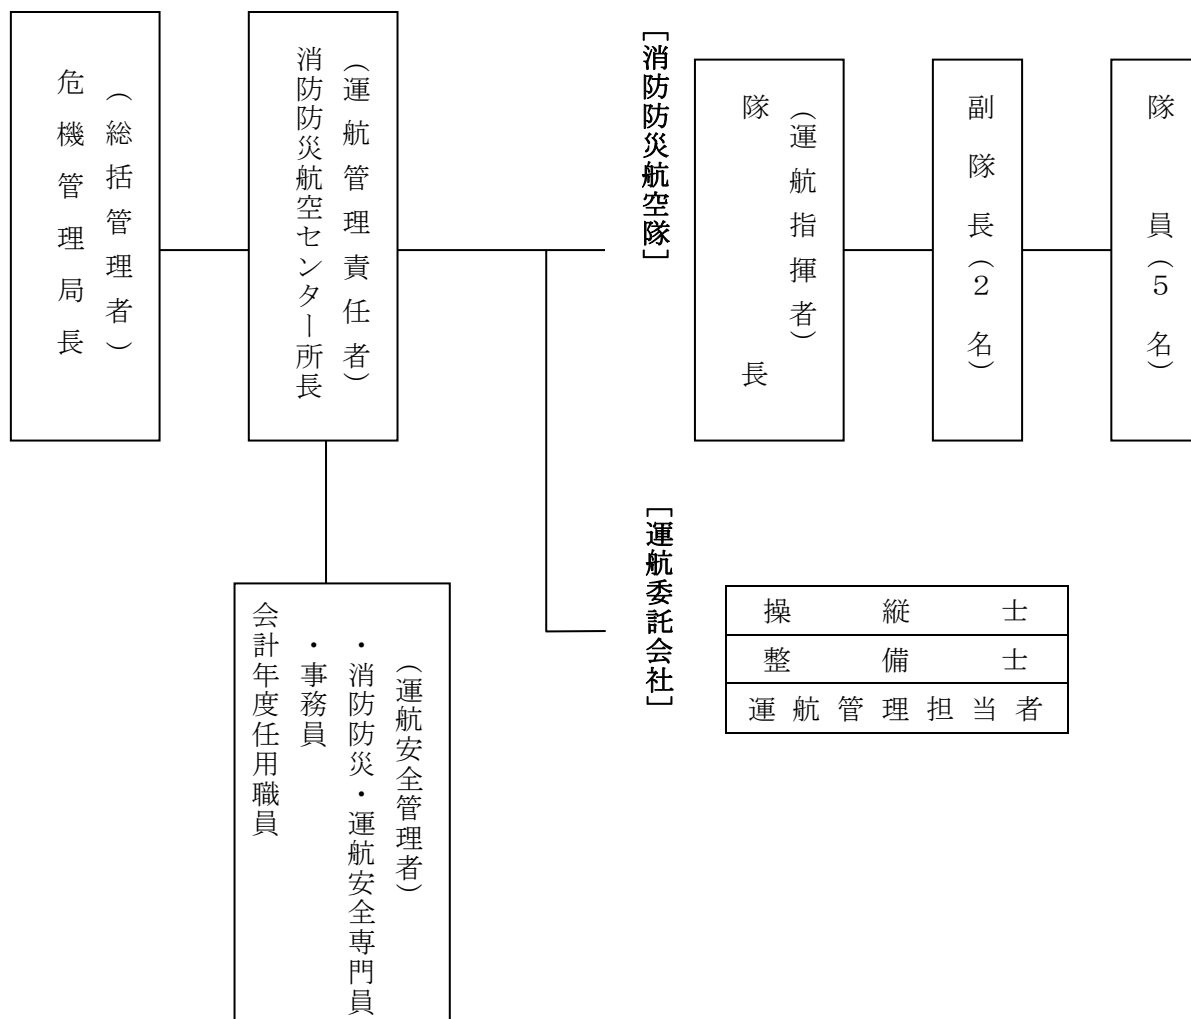 危機管理局長
（総括管理者）
消防防災航空センター所長
（運航管理責任者）
会計年度任用職員
・事務員
・消防防災・運航安全専門員
（運航安全管理者）
［消防防災航空隊］
隊長
（運航指揮者）
副隊長（２名）
隊員（５名）
［運航委託会社］
操縦士
整備士
運航管理担当者